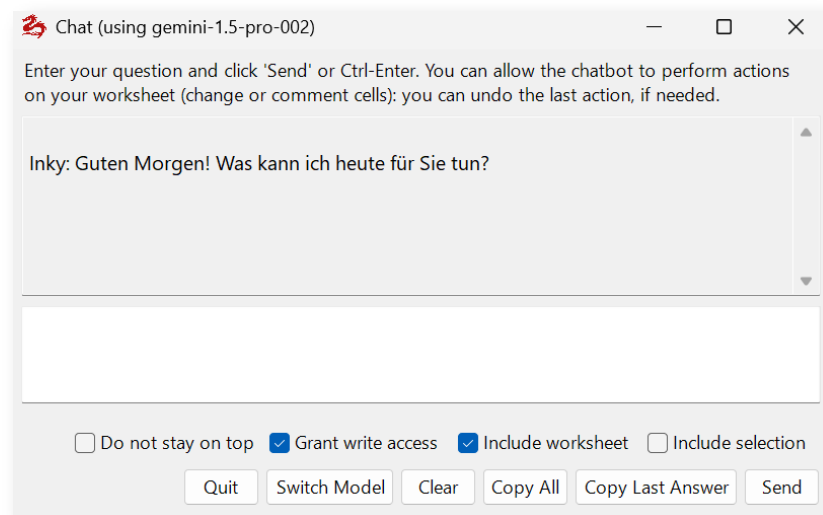 Chat (using gemini-1.5-pro-002)
Enter your question and click 'Send' or Ctrl-Enter. You can allow the chatbot to perform actions
on your worksheet (change or comment cells): you can undo the last action, if needed.
Inky: Guten Morgen! Was kann ich heute für Sie tun?
Do not stay on top Grant write access Include worksheet Include selection
Quit Switch Model Clear Copy All Copy Last Answer Send